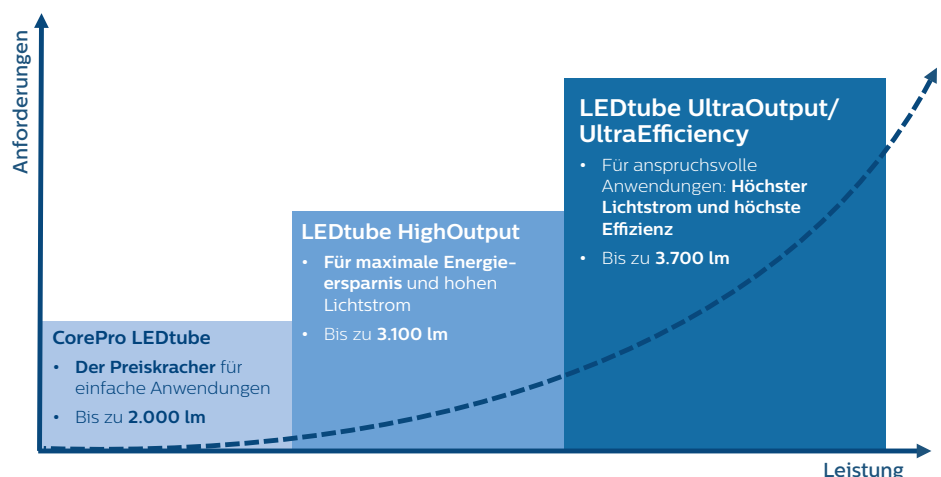 Anforderungen
CorePro LEDtube
• Der Preiskracher für
einfache Anwendungen
• Bis zu 2.000 lm
LEDtube HighOutput
• Für maximale Energie-
ersparnis und hohen
Lichtstrom
• Bis zu 3.100 lm
LEDtube UltraOutput/
UltraEfficiency
• Für anspruchsvolle
Anwendungen: Höchster
Lichtstrom und höchste
Effizienz
• Bis zu 3.700 lm
Leistung